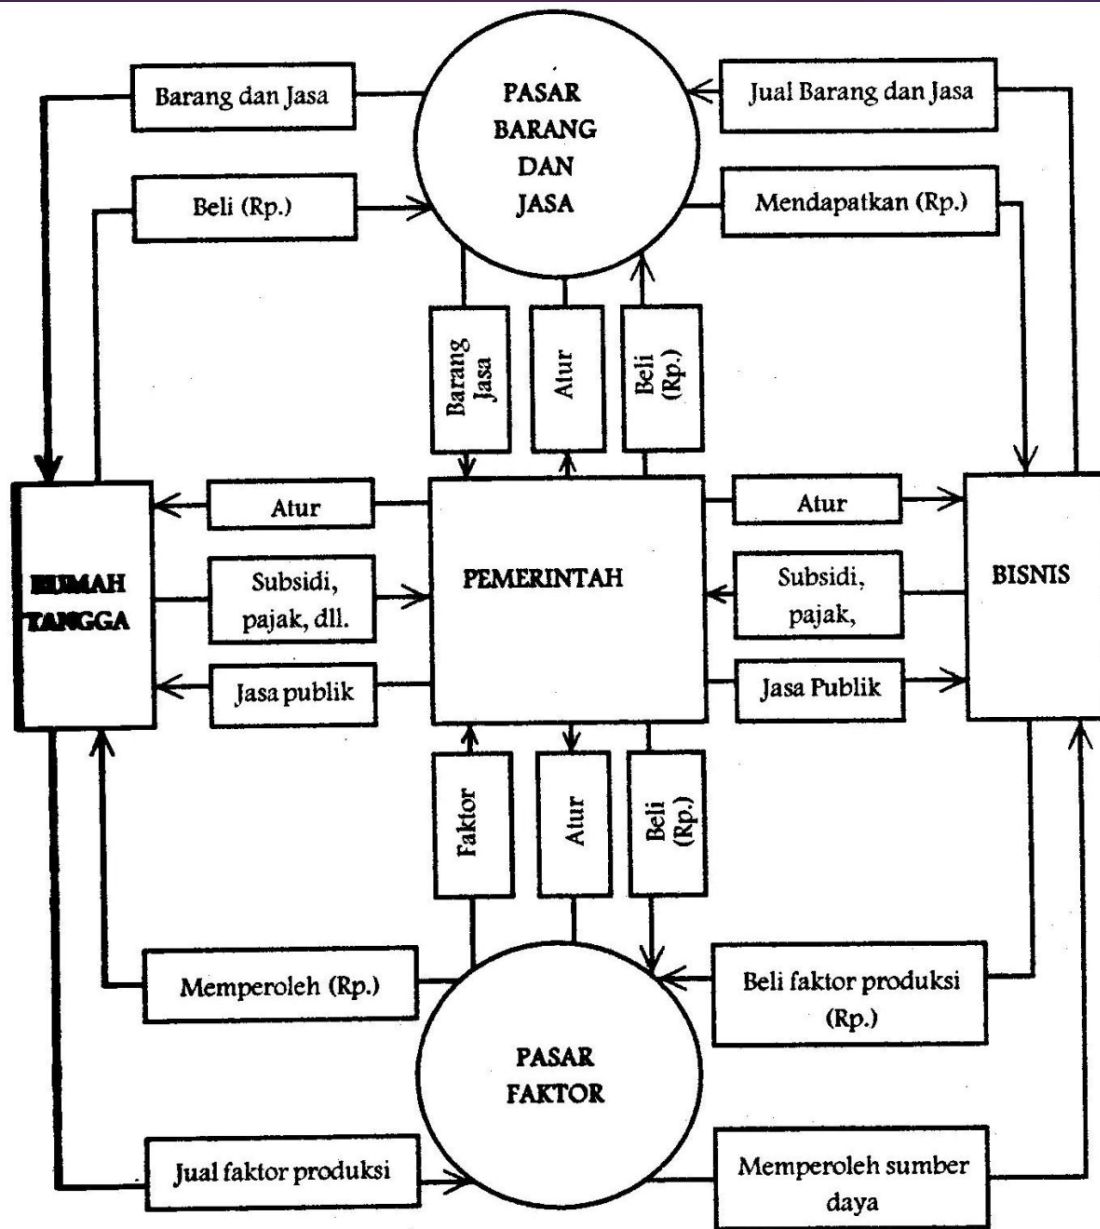 PASAR
BARANG
DAN
JASA
Barang dan Jasa
Jual Barang dan Jasa
Beli (Rp.)
Mendapatkan (Rp.)
Barang
Jasa
Atur
Beli
(Rp.)
RUMAH
TANGGA
Atur
Subsidi,
pajak, dll.
Jasa publik
PEMERINTAH
Atur
Subsidi,
pajak,
Jasa Publik
BISNIS
Faktor
Atur
Beli
(Rp.)
Memperoleh (Rp.)
Beli faktor produksi
(Rp.)
PASAR
FAKTOR
Jual faktor produksi
Memperoleh sumber
daya